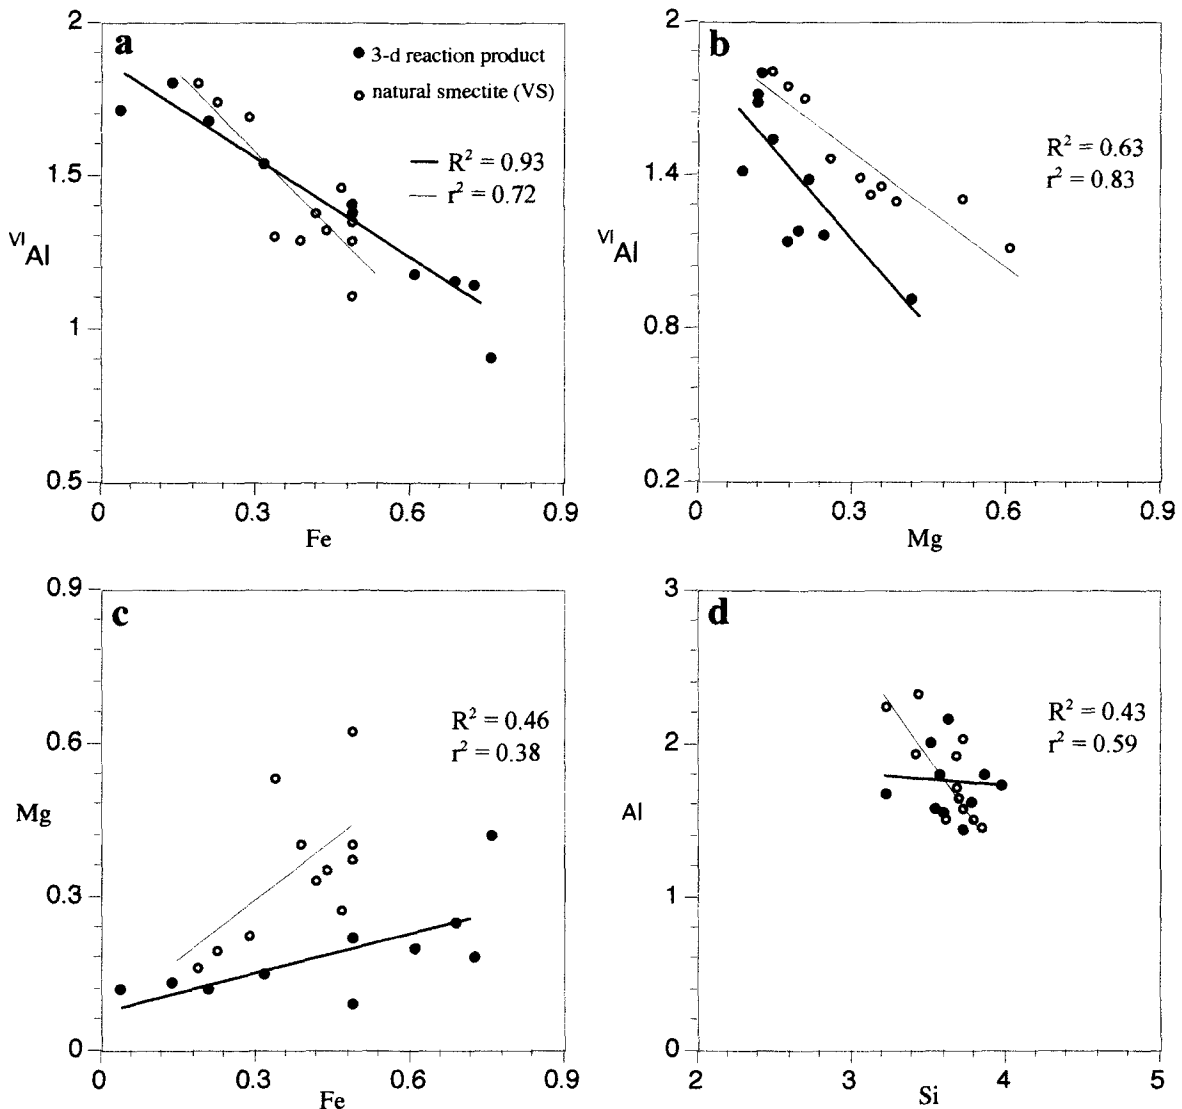 a
3-d reaction product
natural smectite (VS)
R² = 0.93
r² = 0.72
2
1.5
1
0.5
VIAl
0
0.3
0.6
0.9
Fe
b
R² = 0.63
r² = 0.83
2
1.4
0.8
0.2
VIAl
0
0.3
0.6
0.9
Mg
c
R² = 0.46
r² = 0.38
0.9
0.6
0.3
0
Mg
0
0.3
0.6
0.9
Fe
d
R² = 0.43
r² = 0.59
3
2
1
0
Al
2
3
4
5
Si